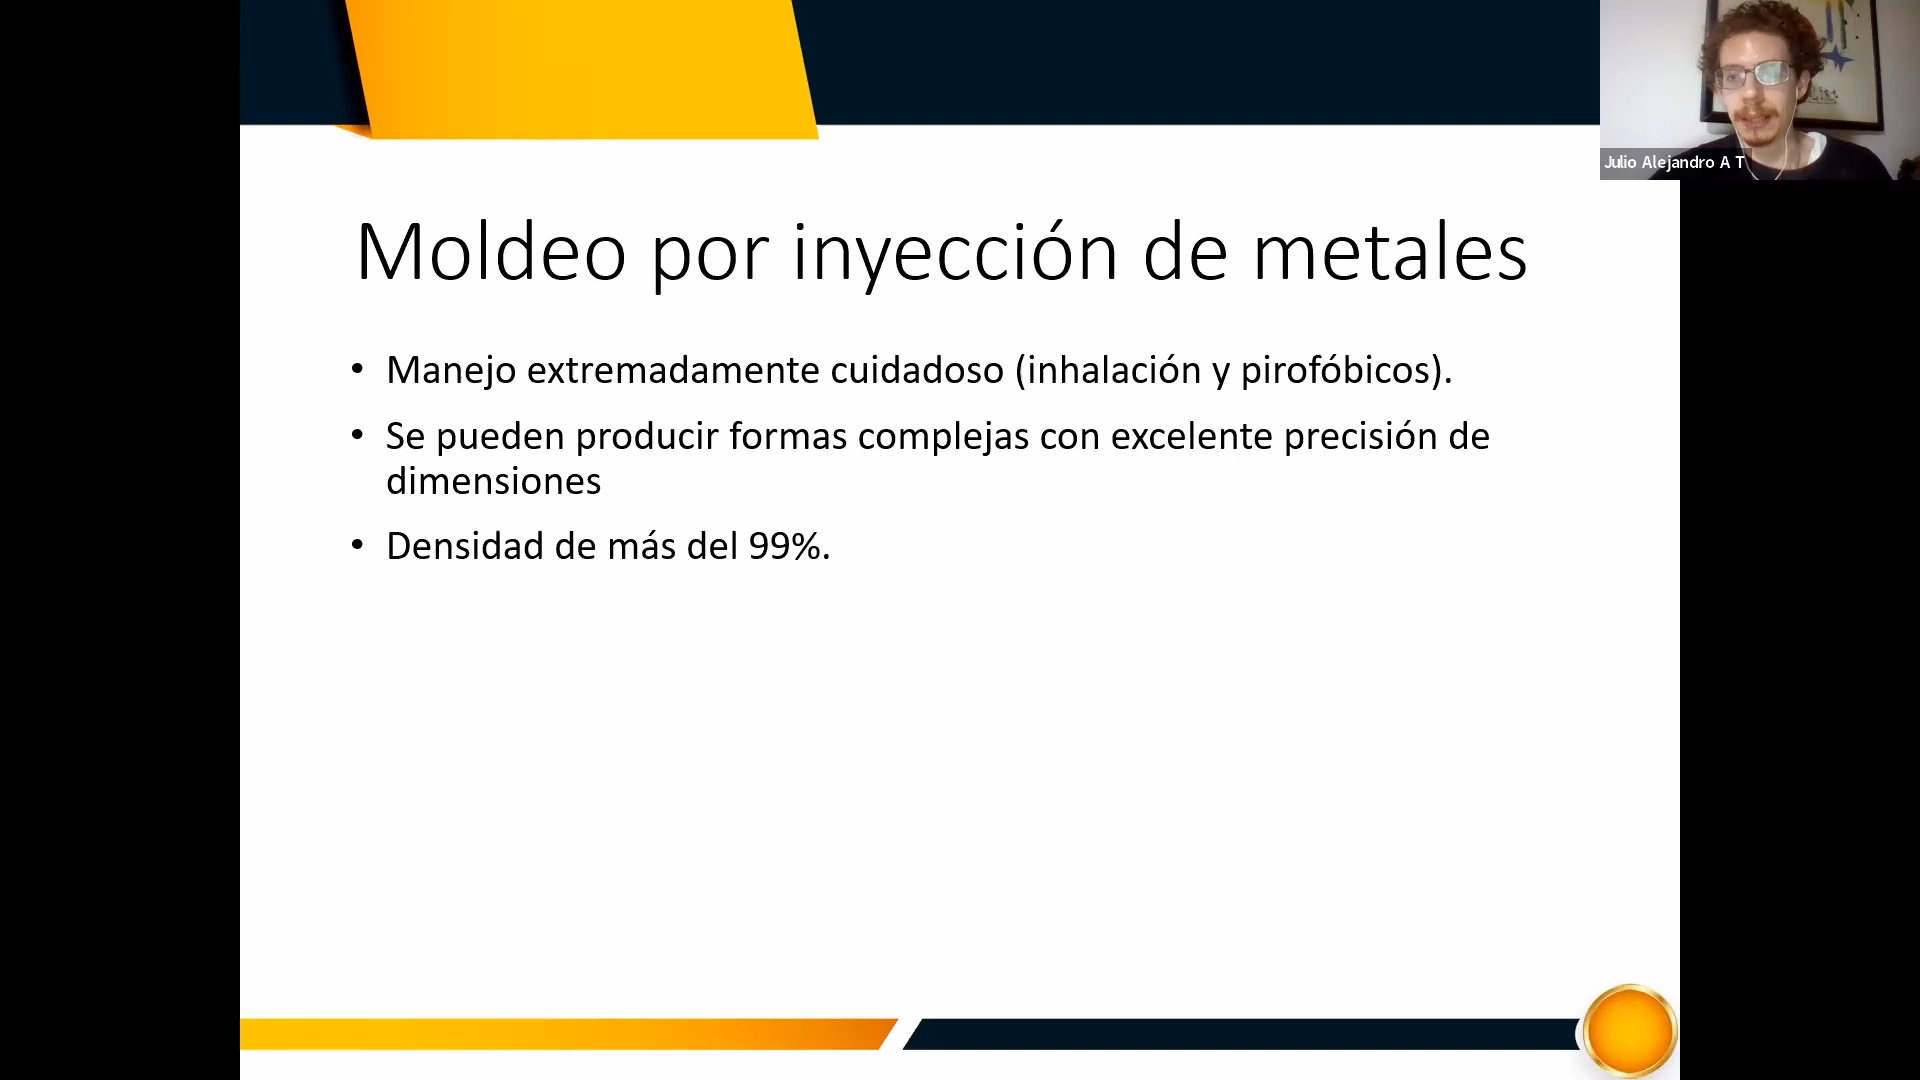 Julio Alejandro A T
Moldeo por inyección de metales
• Manejo extremadamente cuidadoso (inhalación y pirofóbicos).
• Se pueden producir formas complejas con excelente precisión de
dimensiones
• Densidad de más del 99%.